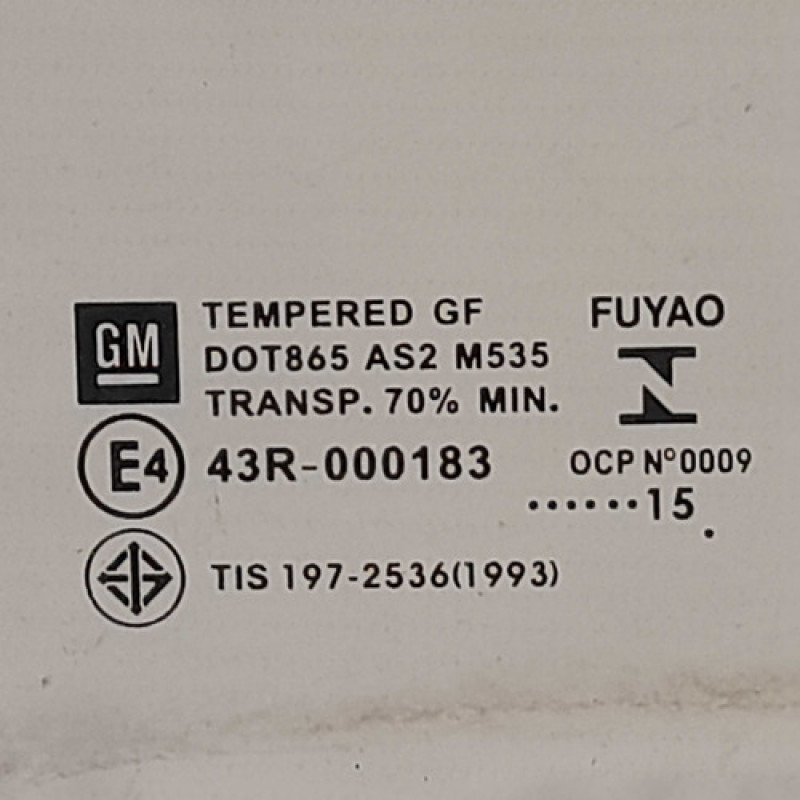 GM
TEMPERED GF
DOT865 AS2 M535
TRANSP. 70% MIN.
FUYAO
E4 43R-000183
OCP Nº0009
······15
.
TIS 197-2536(1993)